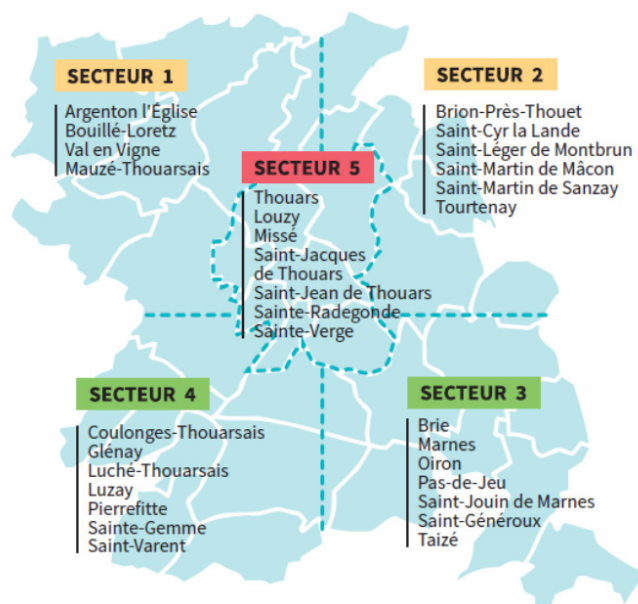 SECTEUR 1
Argenton l'Église
Bouillé-Loretz
Val en Vigne
Mauzé-Thouarsais
SECTEUR 2
Brion-Près-Thouet
Saint-Cyr la Lande
Saint-Léger de Montbrun
Saint-Martin de Mâcon
Saint-Martin de Sanzay
Tourtenay
SECTEUR 5
Thouars
Louzy
Missé
Saint-Jacques
de Thouars
Saint-Jean de Thouars
Sainte-Radegonde
Sainte-Verge
SECTEUR 4
Coulonges-Thouarsais
Glénay
Luché-Thouarsais
Luzay
Pierrefitte
Sainte-Gemme
Saint-Varent
SECTEUR 3
Brie
Marnes
Oiron
Pas-de-Jeu
Saint-Jouin de Marnes
Saint-Généroux
Taizé